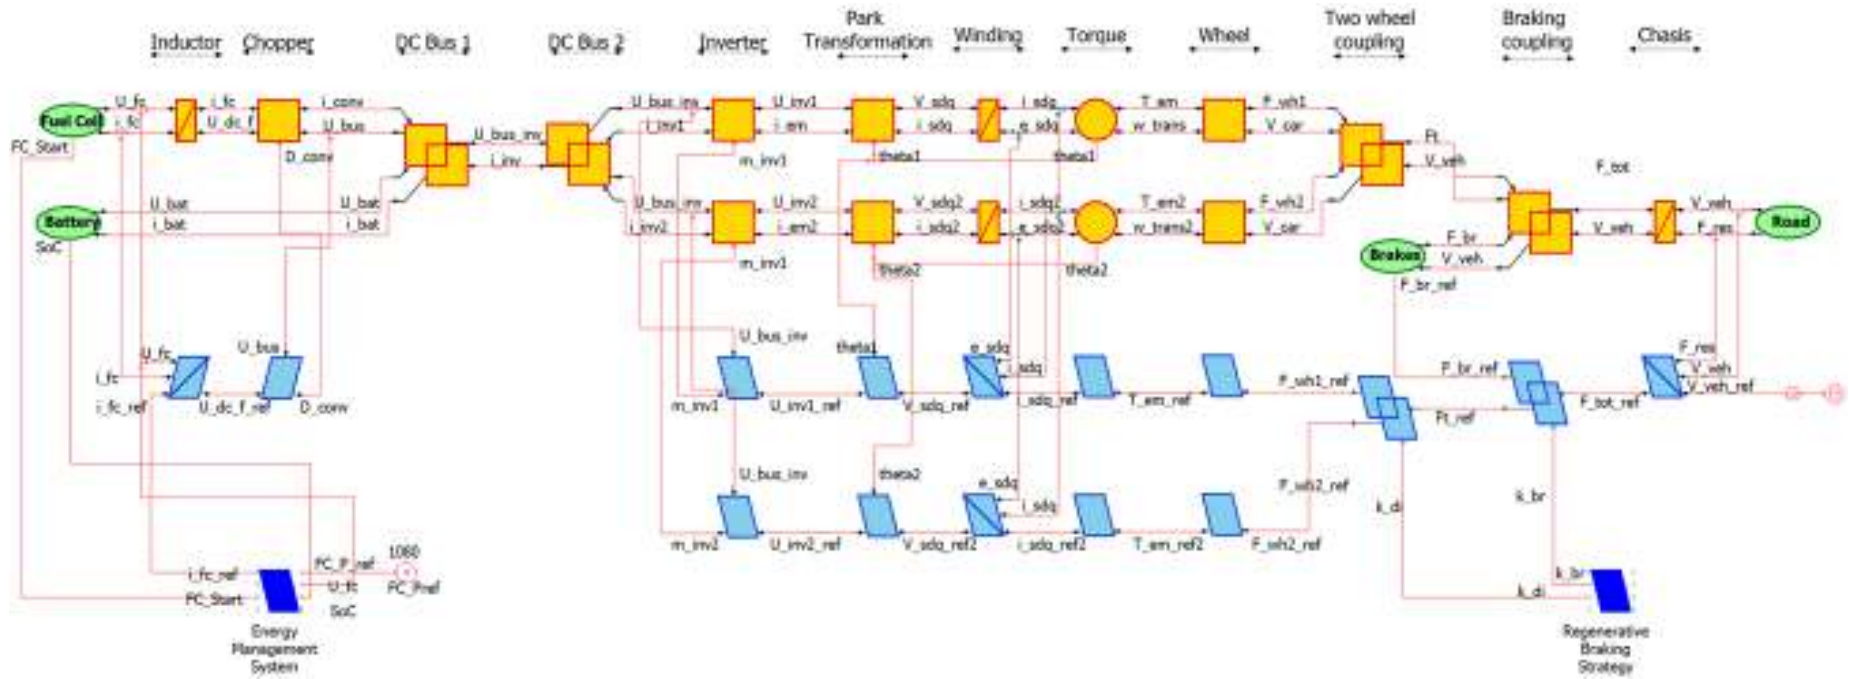 Inductor Chopper DC Bus 1 DC Bus 2 Inverter Park Transformation Winding Torque Wheel Two wheel coupling Braking coupling Chasis
U_fc i_fc i_conv U_bus_inv U_inv1 V_sdq i_sdq T_em F_wh1
Fuel Cell i_fc U_dc_f U_bus i_inv1 i_em i_sdq e_sdq w_trans V_car
FC_Start D_conv U_bus_inv i_inv m_inv1 theta1 theta1 Ft V_veh F_tot
U_bat U_bat U_bus_inv U_inv2 V_sdq2 i_sdq2 T_em2 F_wh2 V_veh
Battery i_bat i_bat i_inv2 i_em2 i_sdq2 e_sdq2 w_trans2 V_car V_veh F_res Road
SoC m_inv1 theta2 theta2 Brakes F_br V_veh
F_br_ref
U_fc U_bus U_bus_inv theta1 e_sdq i_sdq F_res
i_fc F_br_ref V_veh
i_fc_ref U_dc_f_ref D_conv m_inv1 U_inv1_ref V_sdq_ref i_sdq_ref T_em_ref F_wh1_ref Ft_ref F_tot_ref V_veh_ref
U_bus_inv theta2 e_sdq i_sdq F_wh2_ref k_di k_br
m_inv2 U_inv2_ref V_sdq_ref2 i_sdq_ref2 T_em_ref2 F_wh2_ref
i_fc_ref FC_P_ref 1080
FC_Start U_fc FC_Pref k_br
SoC k_di
Energy
Management
System
Regenerative
Braking
Strategy